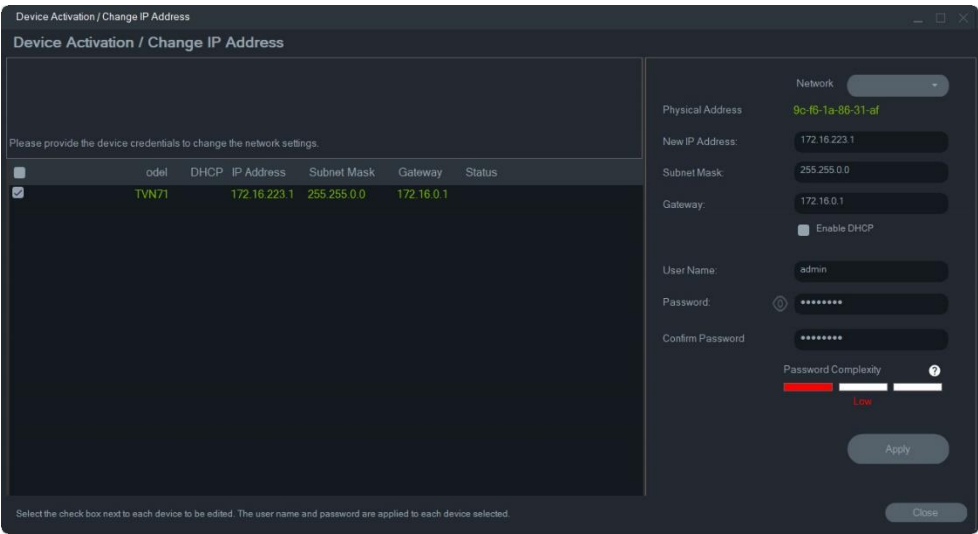 Device Activation / Change IP Address
Device Activation / Change IP Address
Please provide the device credentials to change the network settings.
odel DHCP IP Address Subnet Mask Gateway Status
TVN71 172.16.223.1 255.255.0.0 172.16.0.1
Network
Physical Address 9c-f6-1a-86-31-af
New IP Address: 172.16.223.1
Subnet Mask: 255.255.0.0
Gateway: 172.16.0.1
Enable DHCP
User Name: admin
Password: ********
Confirm Password ********
Password Complexity ?
Low
Apply
Select the check box next to each device to be edited. The user name and password are applied to each device selected.
Close